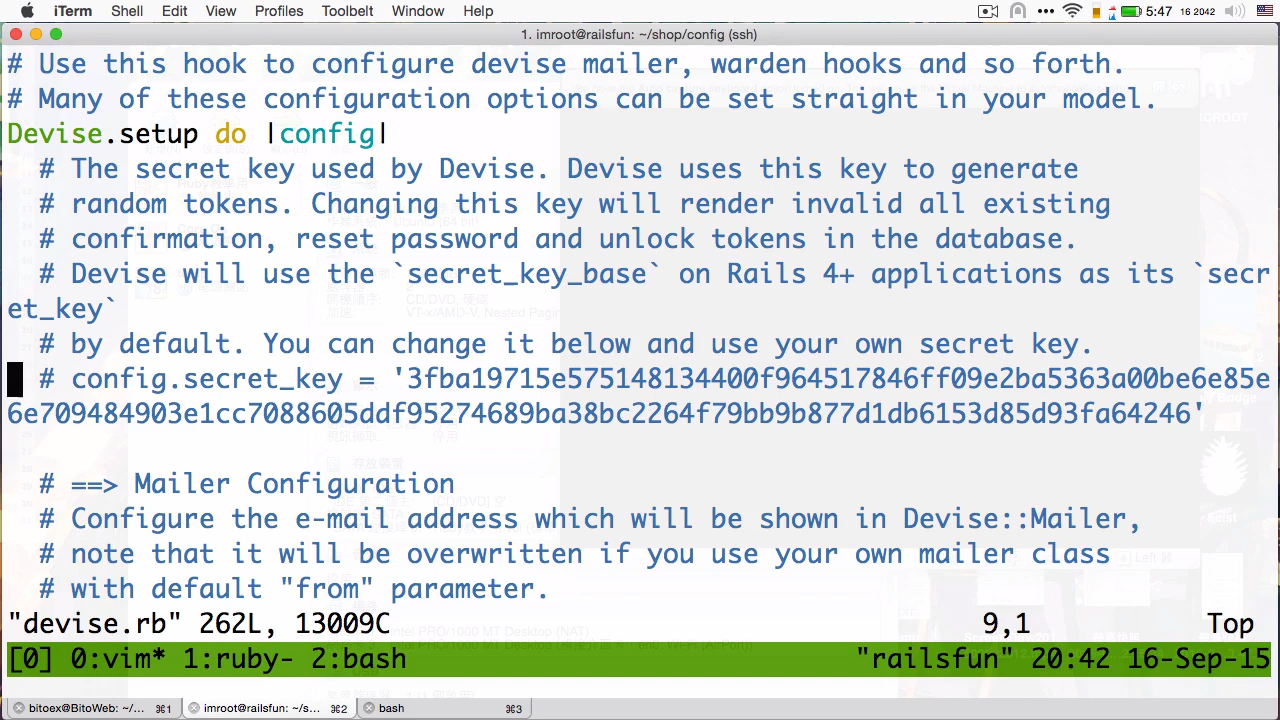 iTerm Shell Edit View Profiles Toolbelt Window Help 5:47 16 2042
1. imroot@railsfun: ~/shop/config (ssh)
# Use this hook to configure devise mailer, warden hooks and so forth.
# Many of these configuration options can be set straight in your model.
Devise.setup do |config|
# The secret key used by Devise. Devise uses this key to generate
# random tokens. Changing this key will render invalid all existing
# confirmation, reset password and unlock tokens in the database.
# Devise will use the `secret_key_base` on Rails 4+ applications as its `secr
et_key`
# by default. You can change it below and use your own secret key.
# config.secret_key = '3fba19715e575148134400f964517846ff09e2ba5363a00be6e85e
6e709484903e1cc7088605ddf95274689ba38bc2264f79bb9b877d1db6153d85d93fa64246'
# ==> Mailer Configuration
# Configure the e-mail address which will be shown in Devise::Mailer,
# note that it will be overwritten if you use your own mailer class
# with default "from" parameter.
"devise.rb" 262L, 13009C 9,1 Top
[0] 0:vim* 1:ruby- 2:bash "railsfun" 20:42 16-Sep-15
bitoex@BitoWeb: ~/... ⌘1 imroot@railsfun: ~/s... ⌘2 bash ⌘3